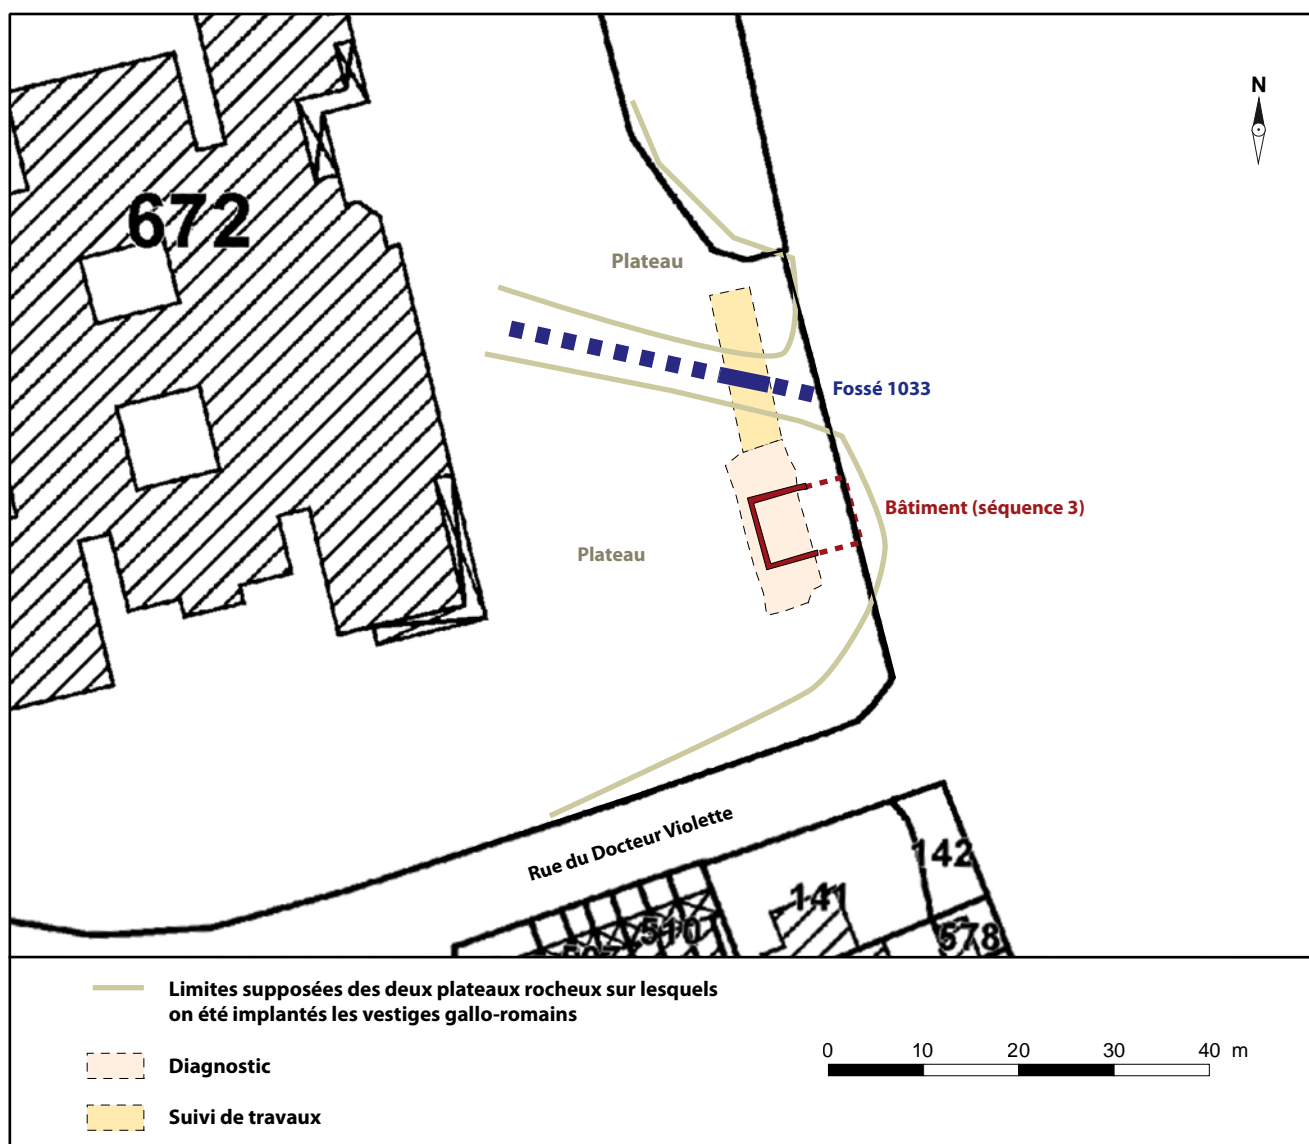 N
672
Plateau
Fossé 1033
Bâtiment (séquence 3)
Plateau
Rue du Docteur Violette
142
141
510
578
Limites supposées des deux plateaux rocheux sur lesquels
on été implantés les vestiges gallo-romains
Diagnostic
Suivi de travaux
0 10 20 30 40 m